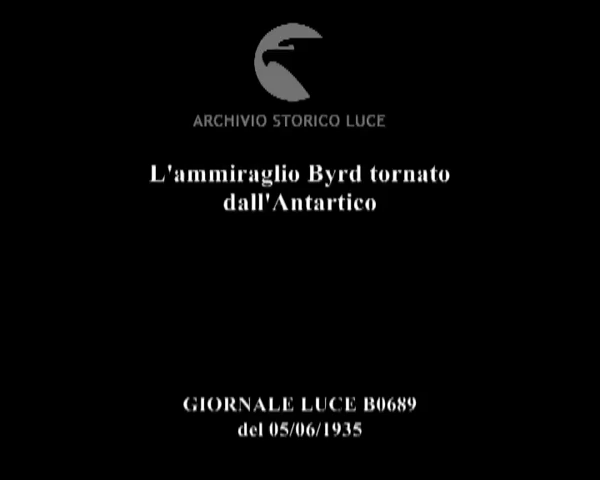 ARCHIVIO STORICO LUCE
L'ammiraglio Byrd tornato
dall'Antartico
GIORNALE LUCE B0689
del 05/06/1935